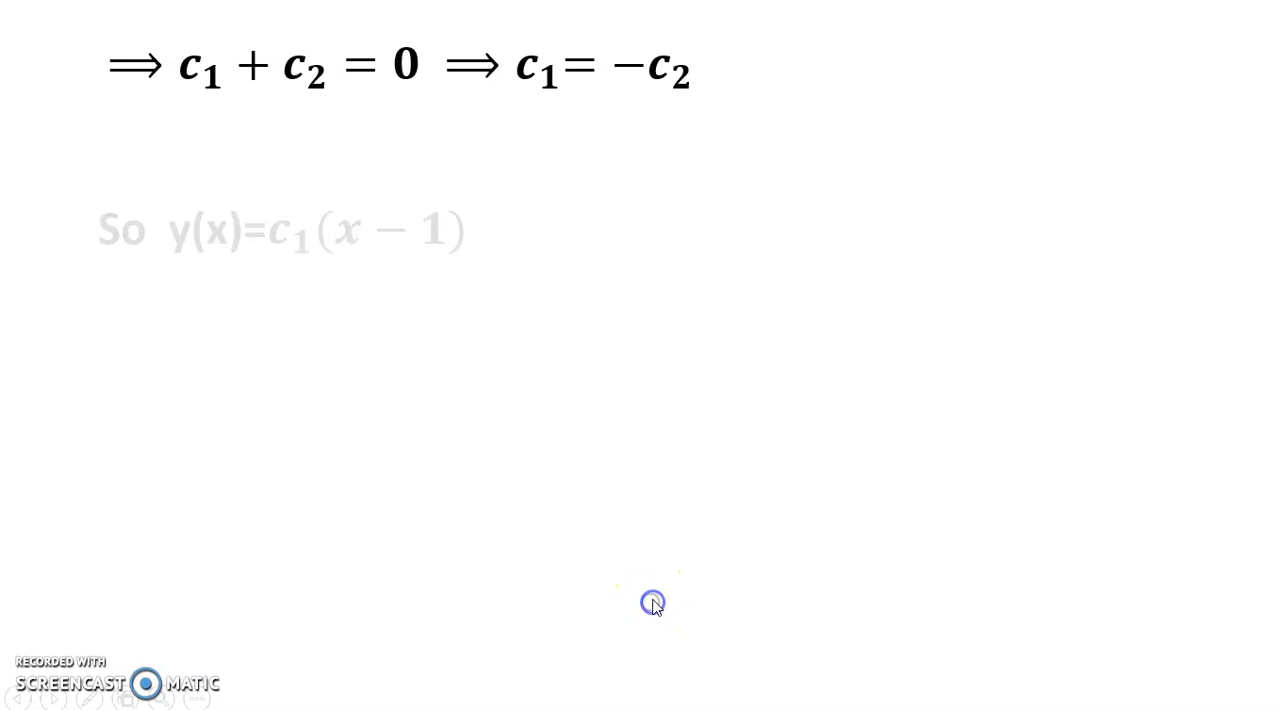 ⟹ c₁ + c₂ = 0 ⟹ c₁= −c₂
So y(x)=c₁(x − 1)
RECORDED WITH
SCREENCAST MATIC